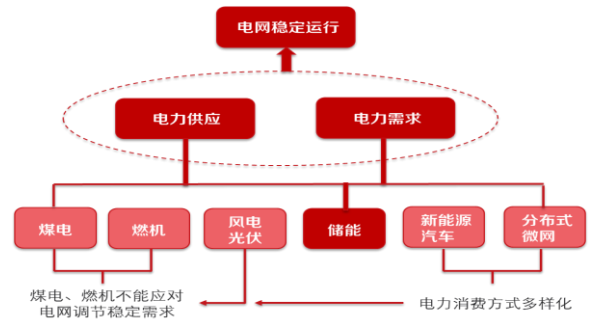 电网稳定运行
电力供应
电力需求
煤电
燃机
风电
光伏
储能
新能源
汽车
分布式
微网
煤电、燃机不能应对
电网调节稳定需求
电力消费方式多样化